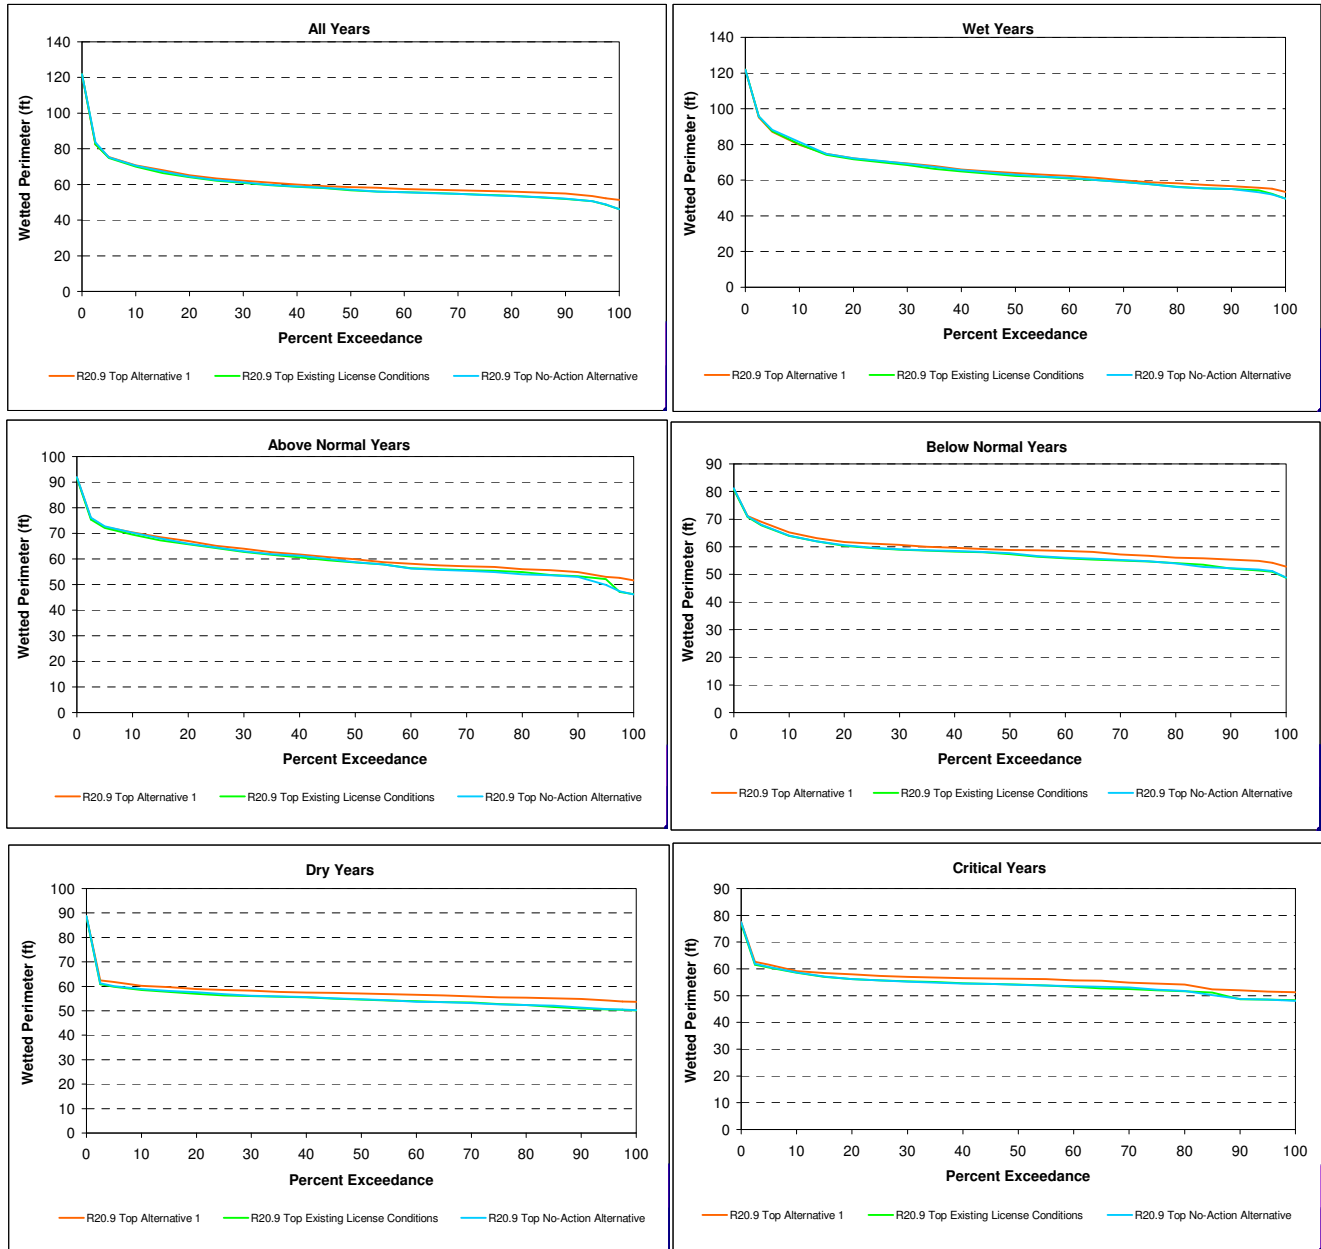 All Years
Wetted Perimeter (ft)
140
120
100
80
60
40
20
0
0 10 20 30 40 50 60 70 80 90 100
Percent Exceedance
R20.9 Top Alternative 1 R20.9 Top Existing License Conditions R20.9 Top No-Action Alternative
Wet Years
Wetted Perimeter (ft)
140
120
100
80
60
40
20
0
0 10 20 30 40 50 60 70 80 90 100
Percent Exceedance
R20.9 Top Alternative 1 R20.9 Top Existing License Conditions R20.9 Top No-Action Alternative
Above Normal Years
Wetted Perimeter (ft)
100
90
80
70
60
50
40
30
20
10
0
0 10 20 30 40 50 60 70 80 90 100
Percent Exceedance
R20.9 Top Alternative 1 R20.9 Top Existing License Conditions R20.9 Top No-Action Alternative
Below Normal Years
Wetted Perimeter (ft)
90
80
70
60
50
40
30
20
10
0
0 10 20 30 40 50 60 70 80 90 100
Percent Exceedance
R20.9 Top Alternative 1 R20.9 Top Existing License Conditions R20.9 Top No-Action Alternative
Dry Years
Wetted Perimeter (ft)
100
90
80
70
60
50
40
30
20
10
0
0 10 20 30 40 50 60 70 80 90 100
Percent Exceedance
R20.9 Top Alternative 1 R20.9 Top Existing License Conditions R20.9 Top No-Action Alternative
Critical Years
Wetted Perimeter (ft)
90
80
70
60
50
40
30
20
10
0
0 10 20 30 40 50 60 70 80 90 100
Percent Exceedance
R20.9 Top Alternative 1 R20.9 Top Existing License Conditions R20.9 Top No-Action Alternative